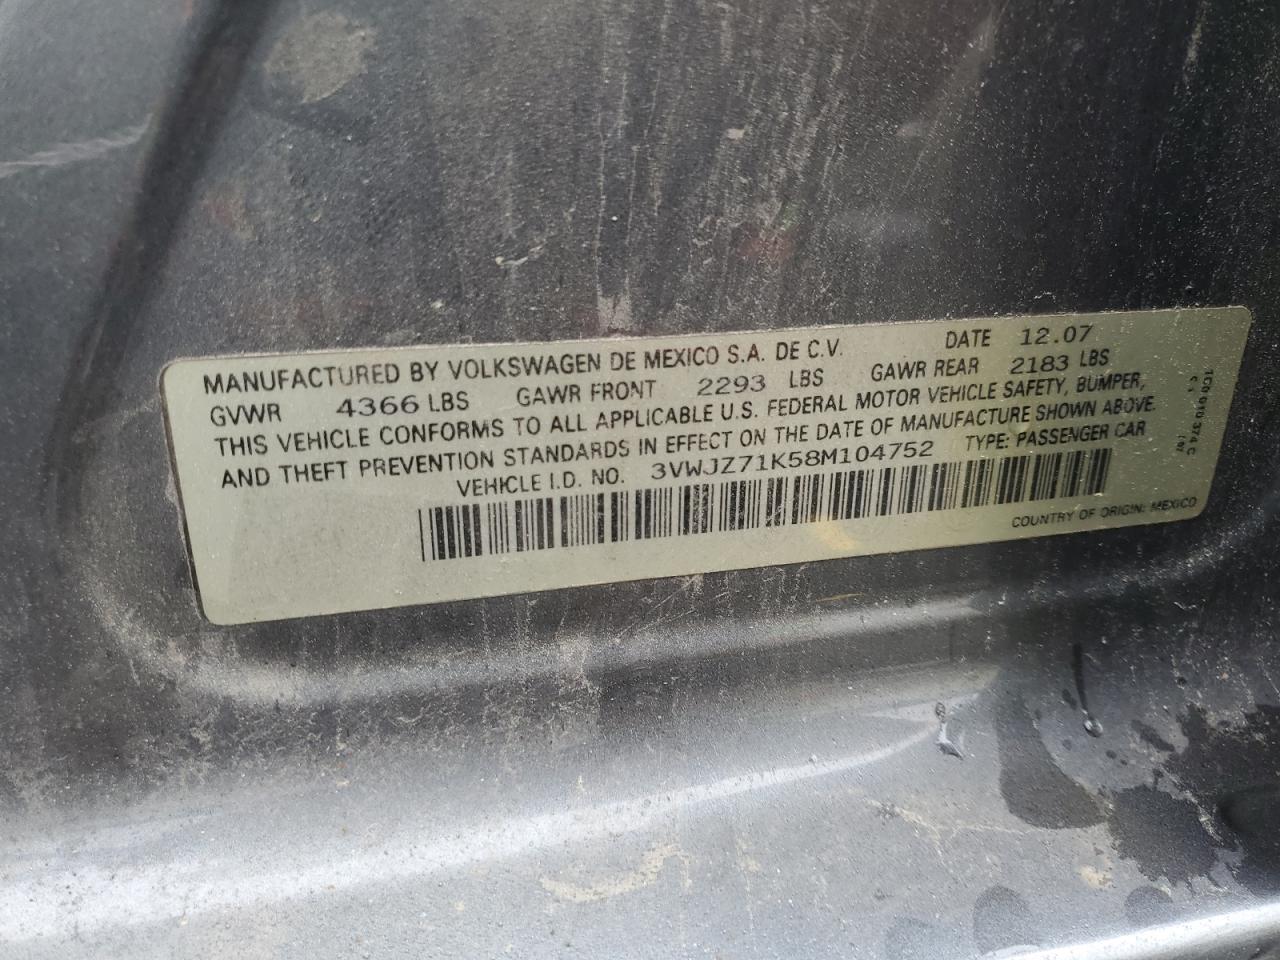 MANUFACTURED BY VOLKSWAGEN DE MEXICO S.A. DE C.V. DATE 12.07
GVWR 4366 LBS GAWR FRONT 2293 LBS GAWR REAR 2183 LBS
THIS VEHICLE CONFORMS TO ALL APPLICABLE U.S. FEDERAL MOTOR VEHICLE SAFETY, BUMPER,
AND THEFT PREVENTION STANDARDS IN EFFECT ON THE DATE OF MANUFACTURE SHOWN ABOVE.
VEHICLE I.D. NO. 3VWJZ71K58M104752 TYPE: PASSENGER CAR
COUNTRY OF ORIGIN: MEXICO